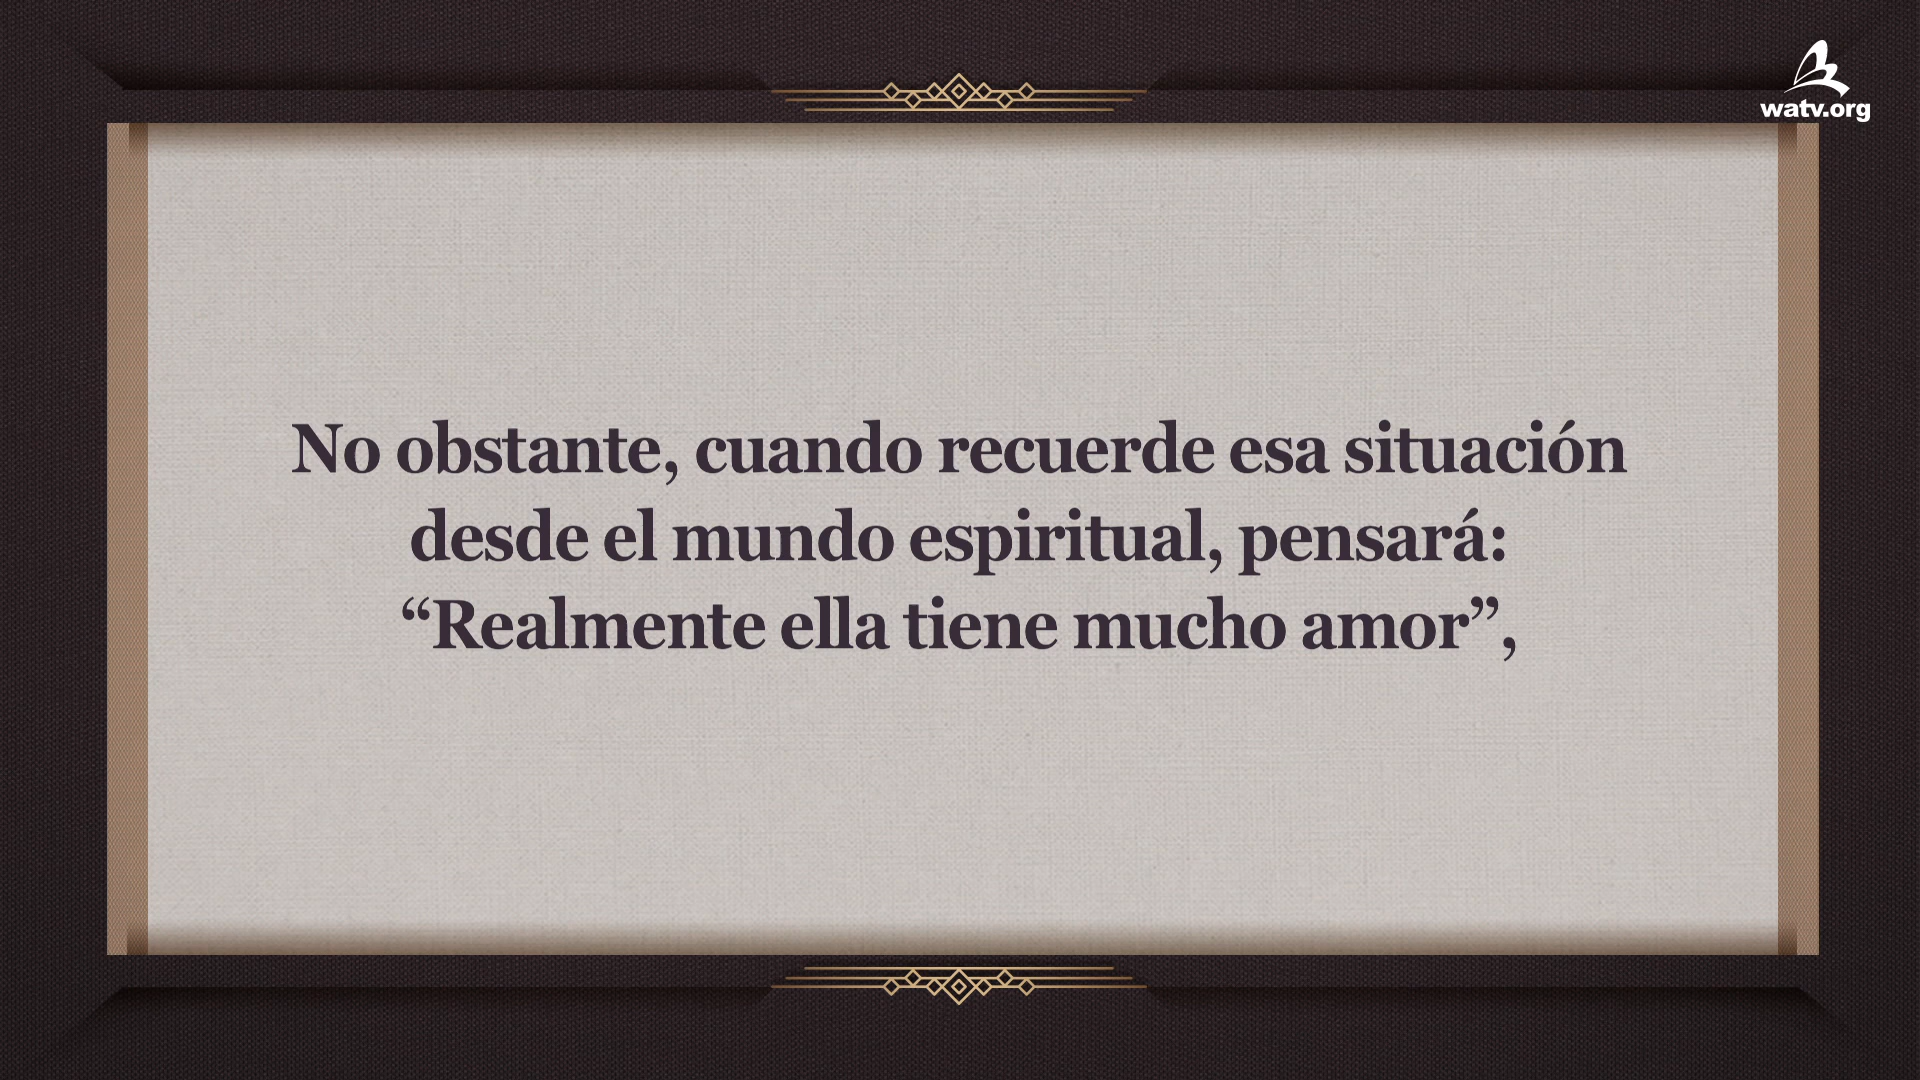 watv.org
No obstante, cuando recuerde esa situación
desde el mundo espiritual, pensará:
“Realmente ella tiene mucho amor”,